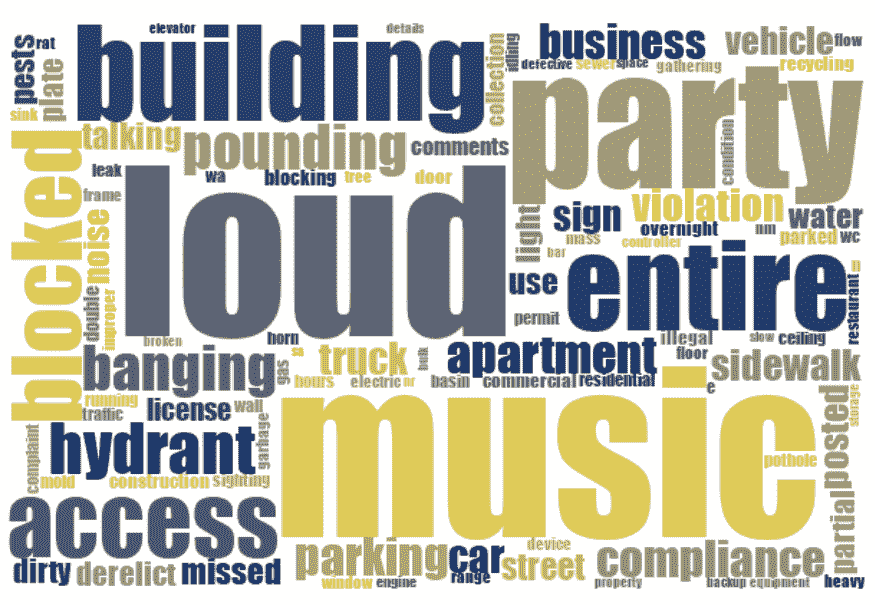 elevator
details
building
business
vehicle
flow
pests
rat
plate
sink
collection
idling
defective
sewer
space
gathering
recycling
party
talking
pounding
comments
condition
leak
wa
blocking
tree
door
frame
loud
blocked
noise
light
sign
violation
water
overnight
nm
mass
controller
parked
wc
bar
use
entire
restaurant
double
improper
permit
broken
horn
illegal
slow
ceiling
floor
banging
gas
sa
truck
bulk
apartment
sidewalk
hours
electric
or
basin
commercial
residential
e
storage
running
traffic
license
wall
music
posted
hydrant
garbage
complaint
pothole
mold
construction
sighting
access
partial
parking
car
device
street
compliance
dirty
derelict
missed
window
engine
range
property
backup
equipment
heavy